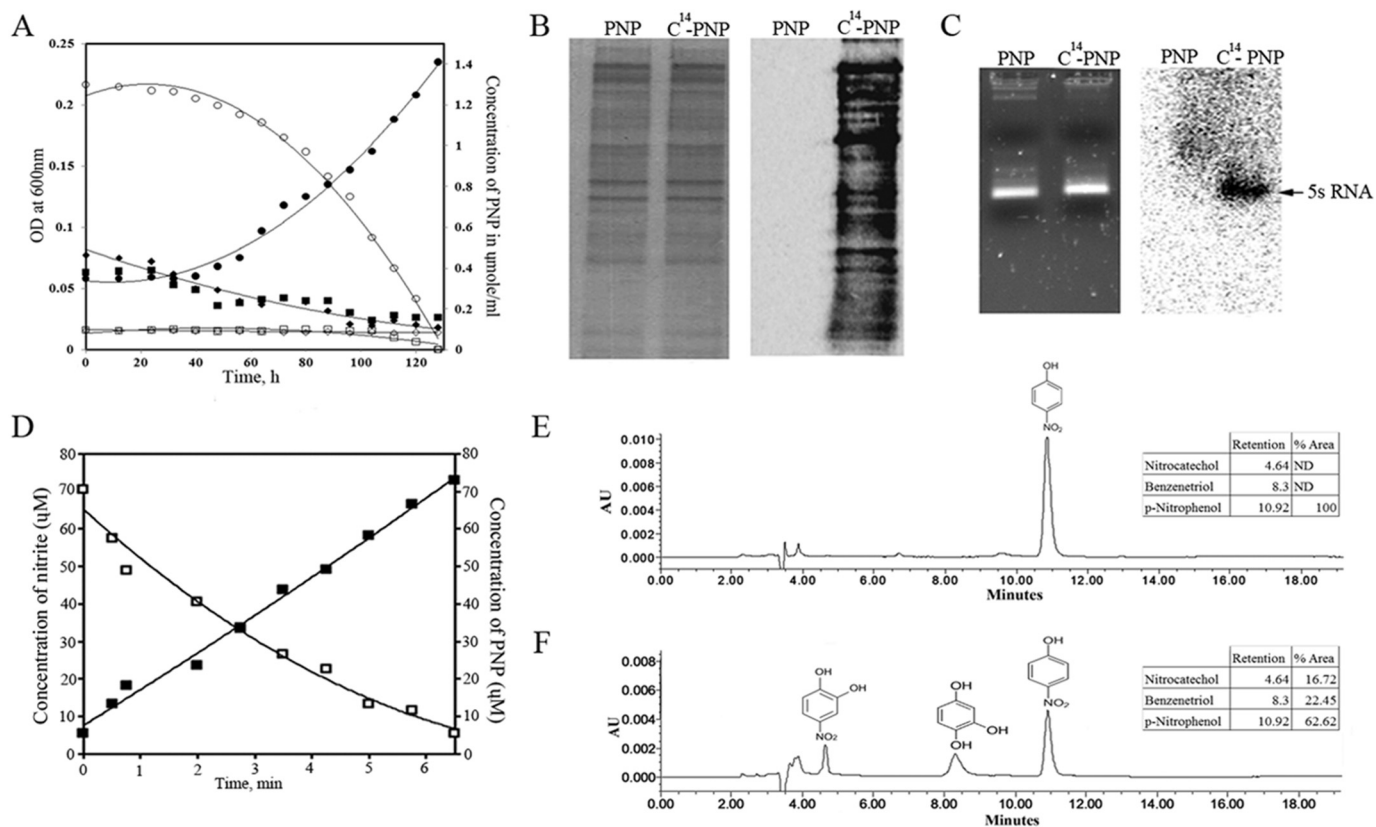 A
0.25
0.2
0.15
0.1
0.05
0
OD at 600nm
1.4
1.2
1
0.8
0.6
0.4
0.2
0
Concentration of PNP in umole/ml
0 20 40 60 80 100 120
Time, h
B
PNP C14-PNP
PNP C14-PNP
C
PNP C14-PNP
PNP C14- PNP
5s RNA
D
80
70
60
50
40
30
20
10
0
Concentration of nitrite (uM)
80
70
60
50
40
30
20
10
0
Concentration of PNP (uM)
0 1 2 3 4 5 6
Time, min
E
OH
NO2
0.010
0.008
0.006
0.004
0.002
0.000
AU
0.00 2.00 4.00 6.00 8.00 10.00 12.00 14.00 16.00 18.00
Minutes
Retention % Area
Nitrocatechol 4.64 ND
Benzenetriol 8.3 ND
p-Nitrophenol 10.92 100
F
0.008
0.006
0.004
0.002
0.000
AU
OH
OH
NO2
OH
OH
OH
OH
NO2
0.00 2.00 4.00 6.00 8.00 10.00 12.00 14.00 16.00 18.00
Minutes
Retention % Area
Nitrocatechol 4.64 16.72
Benzenetriol 8.3 22.45
p-Nitrophenol 10.92 62.62